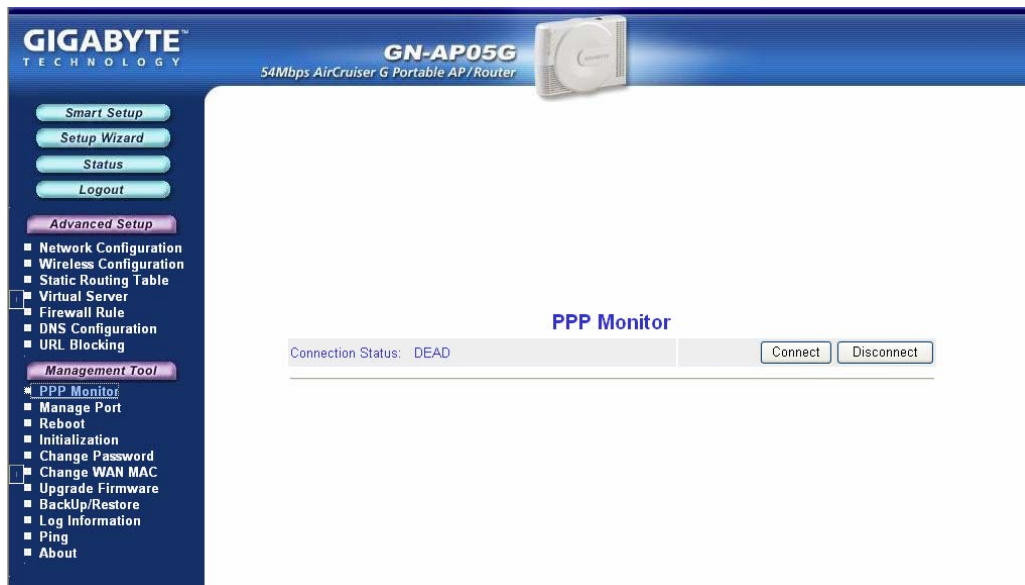 GIGABYTE™
TECHNOLOGY
GN-AP05G
54Mbps AirCruiser G Portable AP/Router
Smart Setup
Setup Wizard
Status
Logout
Advanced Setup
Network Configuration
Wireless Configuration
Static Routing Table
Virtual Server
Firewall Rule
DNS Configuration
URL Blocking
Management Tool
PPP Monitor
Manage Port
Reboot
Initialization
Change Password
Change WAN MAC
Upgrade Firmware
BackUp/Restore
Log Information
Ping
About
PPP Monitor
Connection Status: DEAD Connect Disconnect